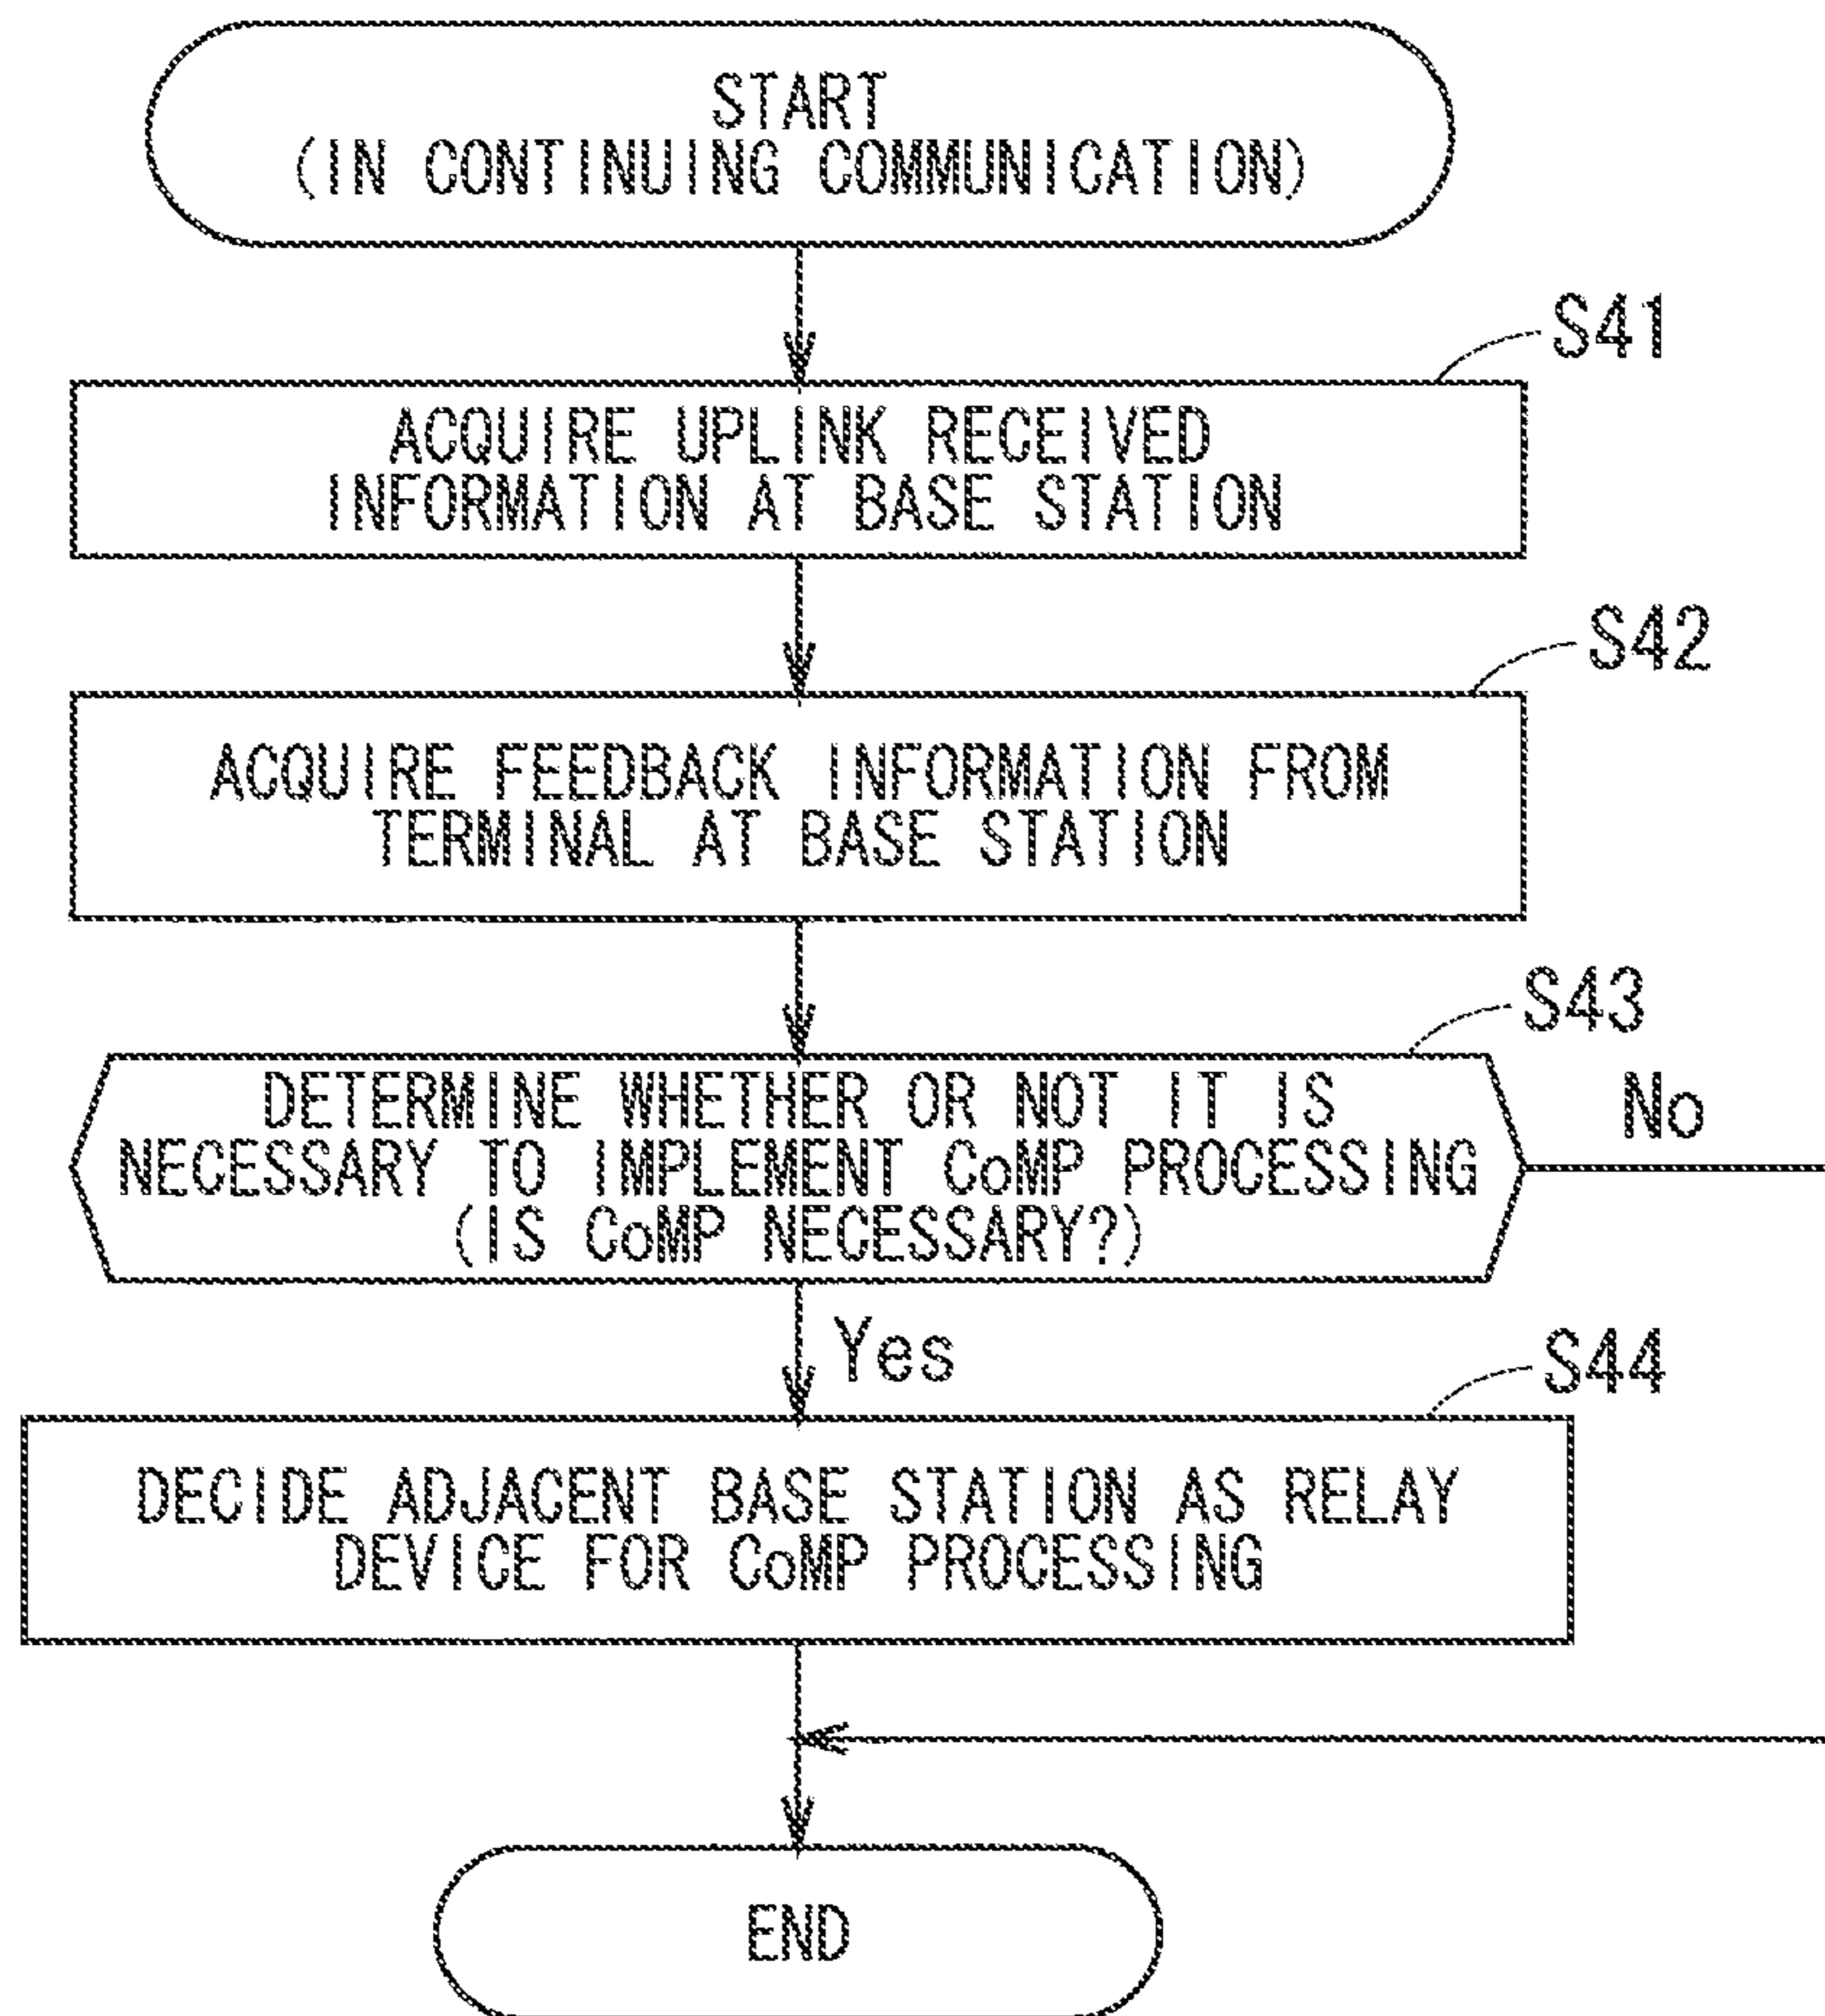 START
(IN CONTINUING COMMUNICATION)
S41
ACQUIRE UPLINK RECEIVED
INFORMATION AT BASE STATION
S42
ACQUIRE FEEDBACK INFORMATION FROM
TERMINAL AT BASE STATION
S43
DETERMINE WHETHER OR NOT IT IS
NECESSARY TO IMPLEMENT CoMP PROCESSING
(IS CoMP NECESSARY?)
No
Yes
S44
DECIDE ADJACENT BASE STATION AS RELAY
DEVICE FOR CoMP PROCESSING
END